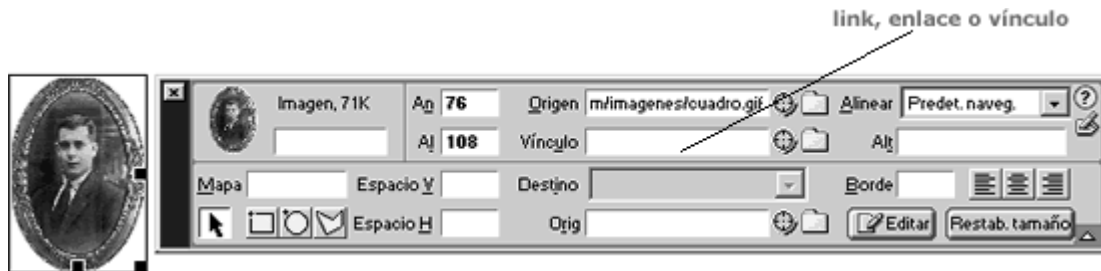 link, enlace o vínculo
Imagen, 71K An 76 Origen m/imagenes/cuadro.gif Alinear Predet. naveg. ?
Al 108 Vínculo Alt
Mapa Espacio V Destino Borde
Espacio H Orig Editar Restab. tamaño